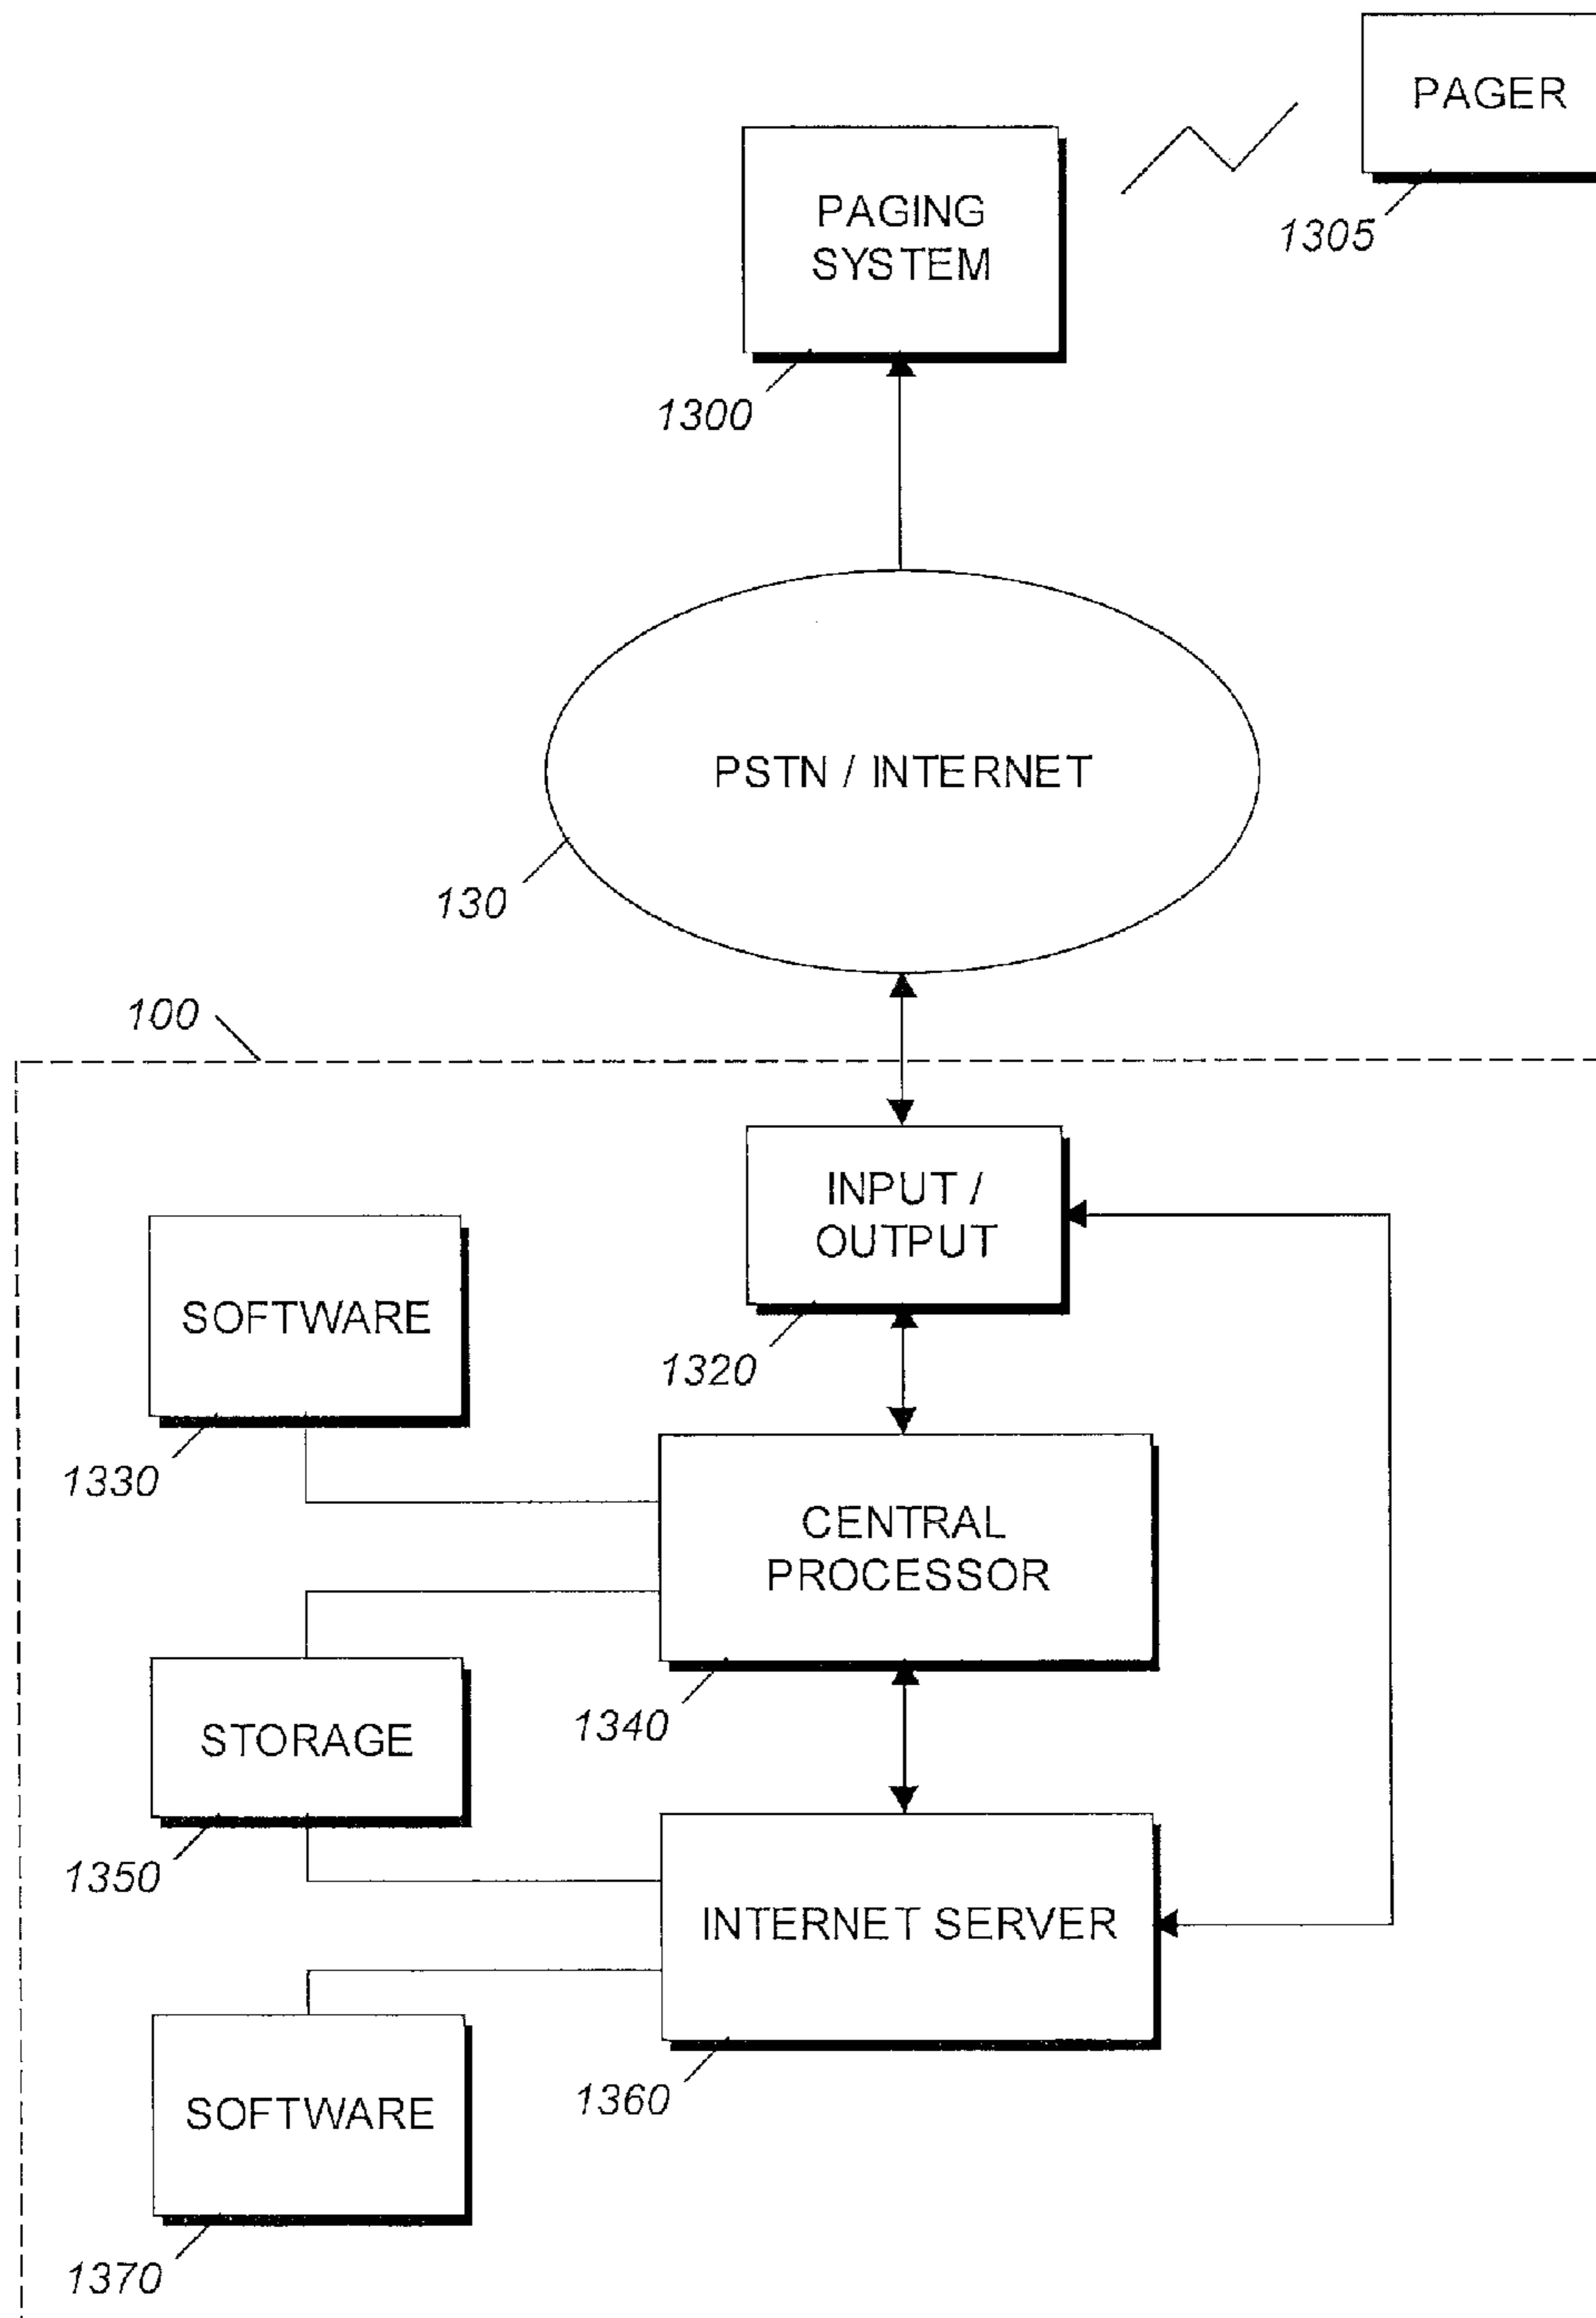 PAGER
1305
PAGING
SYSTEM
1300
PSTN / INTERNET
130
100
INPUT /
OUTPUT
1320
SOFTWARE
1330
CENTRAL
PROCESSOR
1340
STORAGE
1350
INTERNET SERVER
1360
SOFTWARE
1370